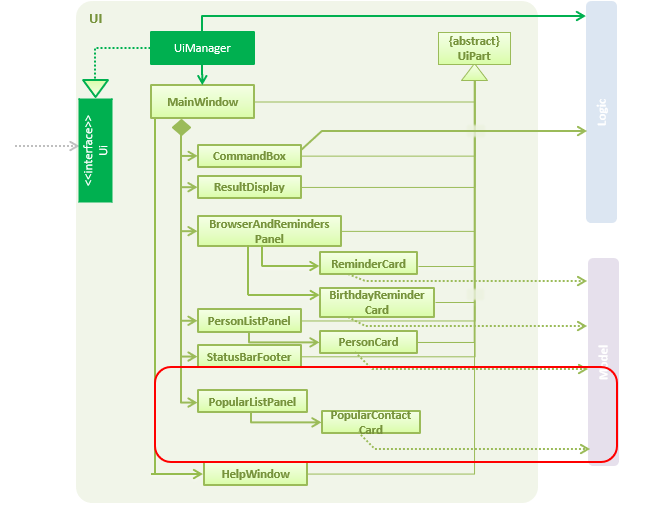 UI
UiManager
{abstract}
UiPart
MainWindow
Logic
<<interface>>
Ui
CommandBox
ResultDisplay
BrowserAndReminders
Panel
ReminderCard
BirthdayReminder
Card
PersonListPanel
PersonCard
Model
StatusBarFooter
PopularListPanel
PopularContact
Card
HelpWindow